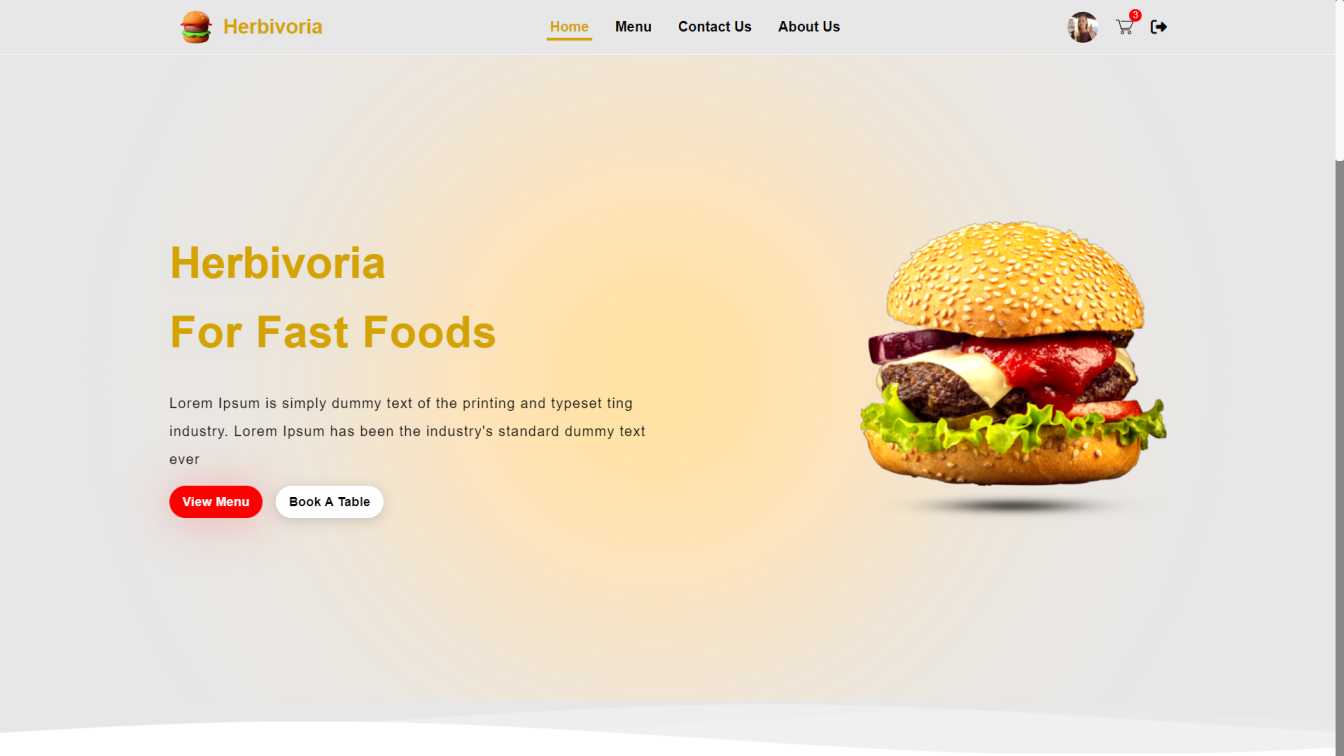 Herbivoria
Home Menu Contact Us About Us
3
Herbivoria
For Fast Foods
Lorem Ipsum is simply dummy text of the printing and typeset ting
industry. Lorem Ipsum has been the industry's standard dummy text
ever
View Menu Book A Table